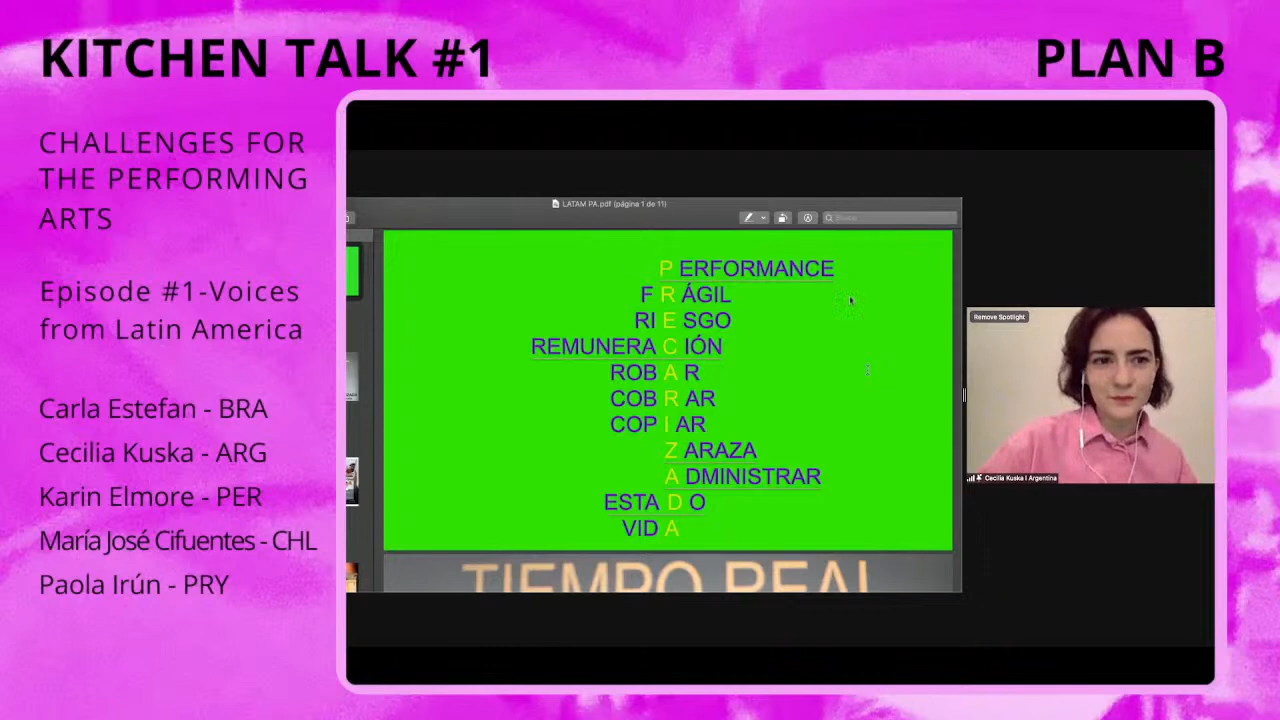 KITCHEN TALK #1
PLAN B
CHALLENGES FOR
THE PERFORMING
ARTS
Episode #1-Voices
from Latin America
Carla Estefan - BRA
Cecilia Kuska - ARG
Karin Elmore - PER
María José Cifuentes - CHL
Paola Irún - PRY
LATAM PA.pdf (página 1 de 11)
Buscar
P ERFORMANCE
F R ÁGIL
RI E SGO
REMUNERA C IÓN
ROB A R
COB R AR
COP I AR
Z ARAZA
A DMINISTRAR
ESTA D O
VID A
TIEMPO REAL
Remove Spotlight
Cecilia Kuska I Argentina